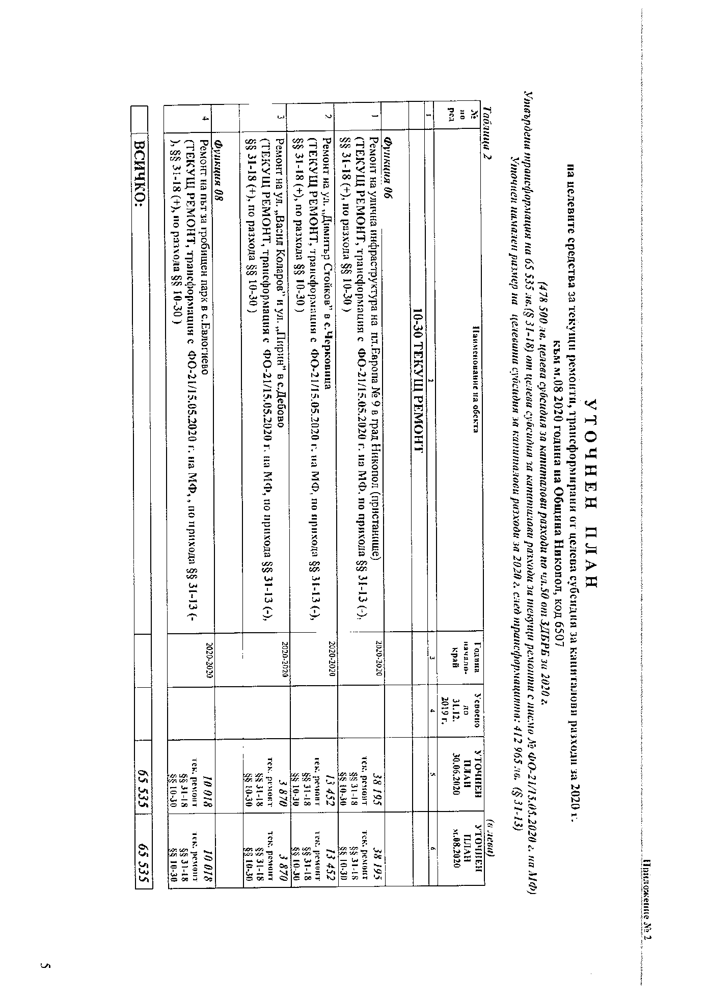 Приложение № 2
УТОЧНЕН ПЛАН
на целевите средства за текущи ремонти, трансформирани от целева субсидия за капиталови разходи за 2020 г.
към м.08 2020 година на Община Никопол, код 6507
(478 500 лв. целева субсидия за капиталови разходи по чл.50 от ЗДБРБ за 2020 г.
Утвърдени трансформации на 65 535 лв.(§ 31-18) от целева субсидия за капиталови разходи за текущи ремонти с писмо № ФО-21/15.05.2020 г. на МФ)
Уточнен намален размер на целевата субсидия за капиталови разходи за 2020 г. след трансформацията: 412 965 лв. (§ 31-13)
Таблица 2
(в лева)
№ по ред
Наименование на обекта
Година начало-край
Усвоено до 31.12. 2019 г.
УТОЧНЕН ПЛАН 30.06.2020
УТОЧНЕН ПЛАН м.08.2020
1 2 3 4 5 6
10-30 ТЕКУЩ РЕМОНТ
Функция 06
1 Ремонт на улична инфраструктура на пл.Европа № 9 в град Никопол (пристанище) 2020-2020 38 195 38 195
(ТЕКУЩ РЕМОНТ, трансформация с ФО-21/15.05.2020 г. на МФ. по прихода §§ 31-13 (-), тек. ремонт тек. ремонт
§§ 31-18 (+), по разхода §§ 10-30 ) §§ 31-18 §§ 31-18
§§ 10-30 §§ 10-30
2 Ремонт на ул. „Димитър Стойков” в с.Черковица 2020-2020 13 452 13 452
(ТЕКУЩ РЕМОНТ, трансформация с ФО-21/15.05.2020 г. на МФ, по прихода §§ 31-13 (-), тек. ремонт тек. ремонт
§§ 31-18 (+), по разхода §§ 10-30 ) §§ 31-18 §§ 31-18
§§ 10-30 §§ 10-30
3 Ремонт на ул. „Васил Коларов” и ул. „Пирин” в с.Дебово 2020-2020 3 870 3 870
(ТЕКУЩ РЕМОНТ, трансформация с ФО-21/15.05.2020 г. на МФ, по прихода §§ 31-13 (-), тек. ремонт тек. ремонт
§§ 31-18 (+), по разхода §§ 10-30 ) §§ 31-18 §§ 31-18
§§ 10-30 §§ 10-30
Функция 08
4 Ремонт на път за гробищен парк в с.Евлогиево 2020-2020 10 018 10 018
(ТЕКУЩ РЕМОНТ, трансформация с ФО-21/15.05.2020 г. на МФ, , по прихода §§ 31-13 (- тек. ремонт тек. ремонт
), §§ 31-18 (+), по разхода §§ 10-30 ) §§ 31-18 §§ 31-18
§§ 10-30 §§ 10-30
ВСИЧКО: 65 535 65 535
5